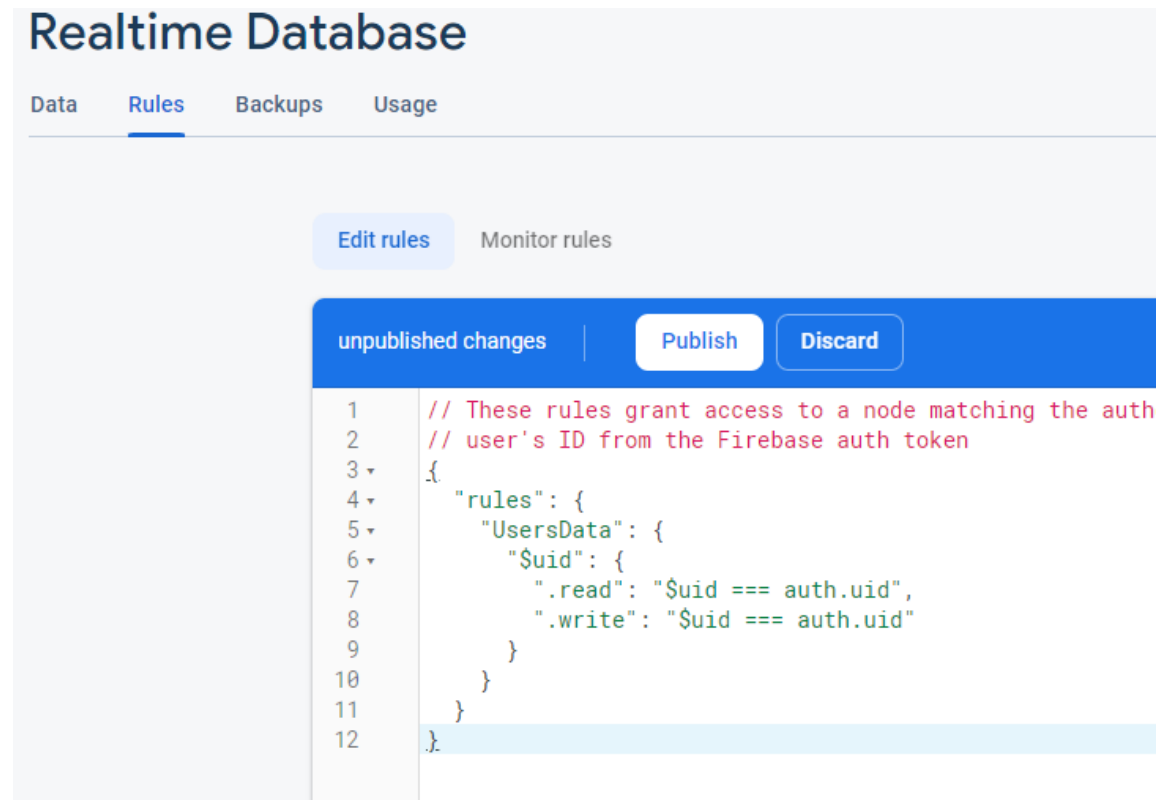 Realtime Database
Data Rules Backups Usage
Edit rules Monitor rules
unpublished changes Publish Discard
1 // These rules grant access to a node matching the auth
2 // user's ID from the Firebase auth token
3 {
4 "rules": {
5 "UsersData": {
6 "$uid": {
7 ".read": "$uid === auth.uid",
8 ".write": "$uid === auth.uid"
9 }
10 }
11 }
12 }